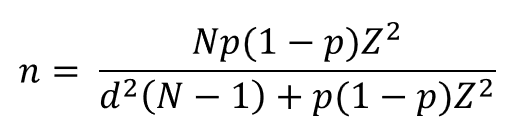 n = Np(1 − p)Z² / d²(N − 1) + p(1 − p)Z²